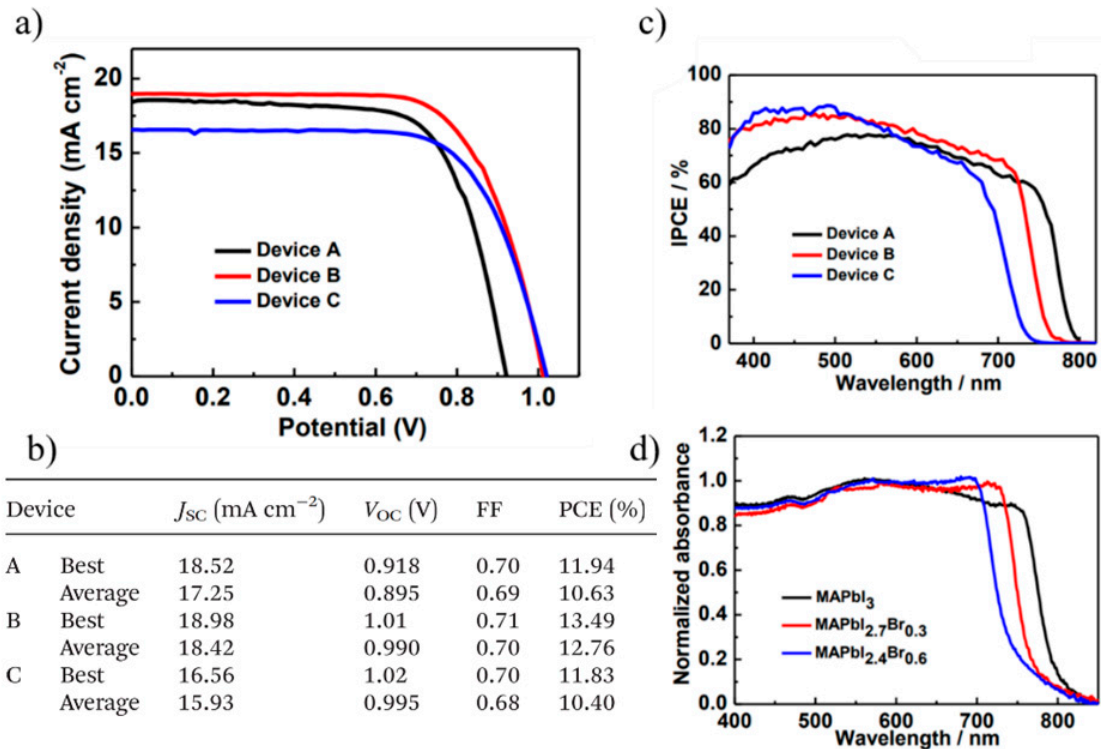 a)
Current density (mA cm⁻²)
20
15
10
5
0
Device A
Device B
Device C
0.0 0.2 0.4 0.6 0.8 1.0
Potential (V)
b)
Device J_SC (mA cm⁻²) V_OC (V) FF PCE (%)
A Best 18.52 0.918 0.70 11.94
Average 17.25 0.895 0.69 10.63
B Best 18.98 1.01 0.71 13.49
Average 18.42 0.990 0.70 12.76
C Best 16.56 1.02 0.70 11.83
Average 15.93 0.995 0.68 10.40
c)
IPCE / %
100
80
60
40
20
0
Device A
Device B
Device C
400 500 600 700 800
Wavelength / nm
d)
Normalized absorbance
1.2
1.0
0.8
0.6
0.4
0.2
0.0
MAPbI₃
MAPbI₂.₇Br₀.₃
MAPbI₂.₄Br₀.₆
400 500 600 700 800
Wavelength / nm